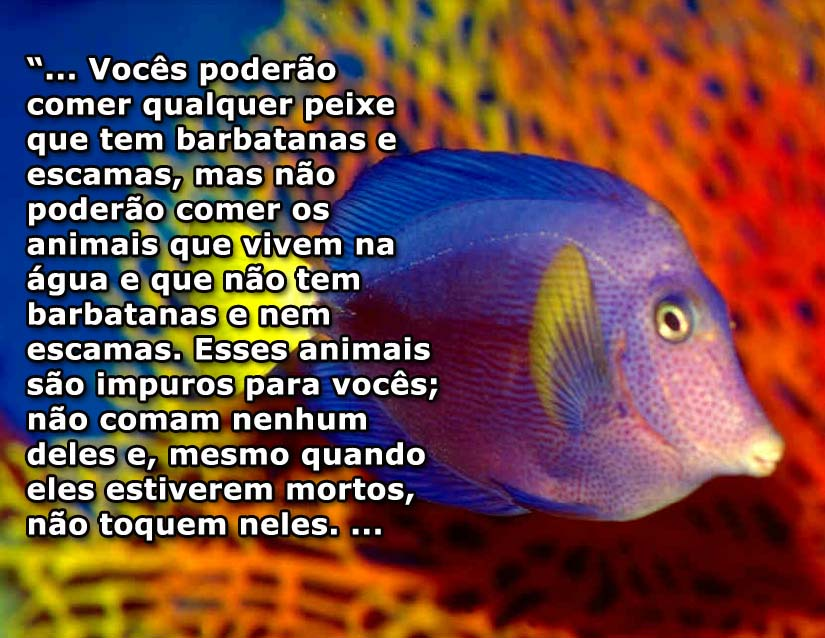 “... Vocês poderão
comer qualquer peixe
que tem barbatanas e
escamas, mas não
poderão comer os
animais que vivem na
água e que não tem
barbatanas e nem
escamas. Esses animais
são impuros para vocês;
não comam nenhum
deles e, mesmo quando
eles estiverem mortos,
não toquem neles. ...